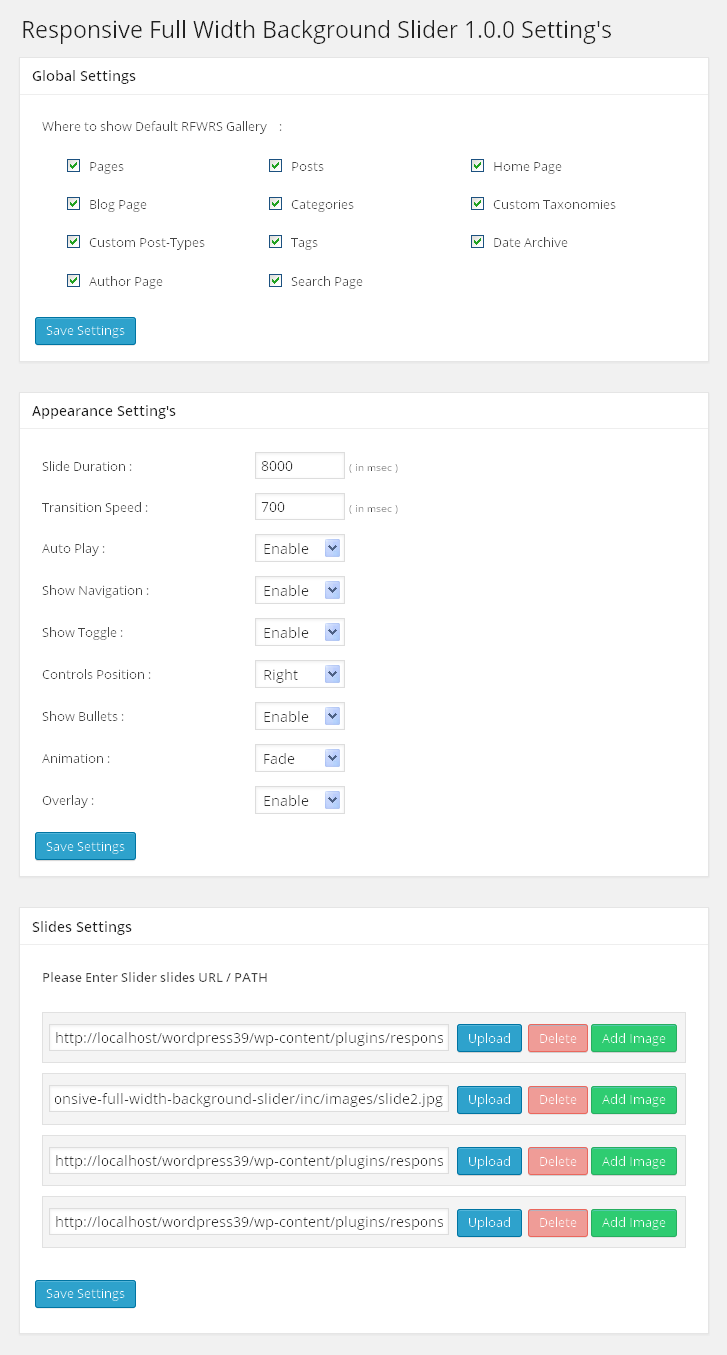 Responsive Full Width Background Slider 1.0.0 Setting's
Global Settings
Where to show Default RFWRS Gallery :
Pages Posts Home Page
Blog Page Categories Custom Taxonomies
Custom Post-Types Tags Date Archive
Author Page Search Page
Save Settings
Appearance Setting's
Slide Duration : 8000 ( in msec )
Transition Speed : 700 ( in msec )
Auto Play : Enable
Show Navigation : Enable
Show Toggle : Enable
Controls Position : Right
Show Bullets : Enable
Animation : Fade
Overlay : Enable
Save Settings
Slides Settings
Please Enter Slider slides URL / PATH
http://localhost/wordpress39/wp-content/plugins/respons Upload Delete Add Image
onsive-full-width-background-slider/inc/images/slide2.jpg Upload Delete Add Image
http://localhost/wordpress39/wp-content/plugins/respons Upload Delete Add Image
http://localhost/wordpress39/wp-content/plugins/respons Upload Delete Add Image
Save Settings